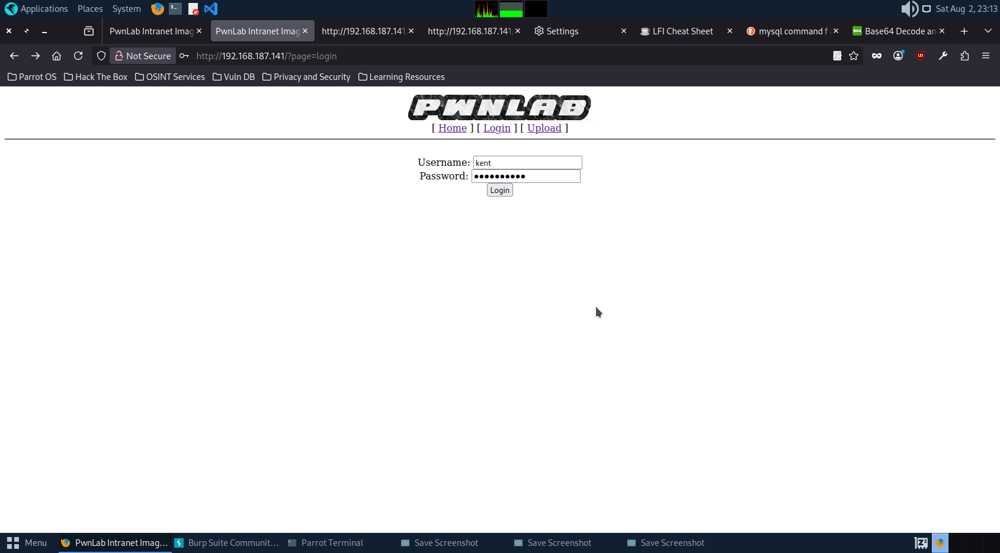 Applications Places System Sat Aug 2, 23:13
PwnLab Intranet Imag PwnLab Intranet Imag http://192.168.187.141 http://192.168.187.141/ Settings LFI Cheat Sheet mysql command f Base64 Decode an
Not Secure http://192.168.187.141/?page=login
Parrot OS Hack The Box OSINT Services Vuln DB Privacy and Security Learning Resources
PWNLAB
[ Home ] [ Login ] [ Upload ]
Username: kent
Password: ••••••••••
Login
Menu PwnLab Intranet Imag... Burp Suite Communit... Parrot Terminal Save Screenshot Save Screenshot Save Screenshot